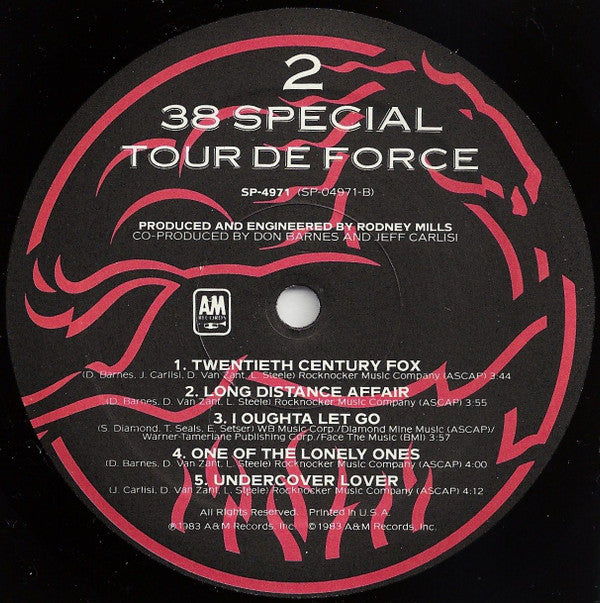 2
38 SPECIAL
TOUR DE FORCE
SP-4971 (SP-04971-B)
PRODUCED AND ENGINEERED BY RODNEY MILLS
CO-PRODUCED BY DON BARNES AND JEFF CARLISI
A&M
RECORDS
1. TWENTIETH CENTURY FOX
(D. Barnes, J. Carlisi, D. Van Zant, L. Steele) Rocknocker Music Company (ASCAP) 3:44
2. LONG DISTANCE AFFAIR
(D. Barnes, D. Van Zant, L. Steele) Rocknocker Music Company (ASCAP) 3:55
3. I OUGHTA LET GO
(S. Diamond, T. Seals, E. Setser) WB Music Corp./Diamond Mine Music (ASCAP)/
Warner-Tamerlane Publishing Corp./Face The Music (BMI) 3:57
4. ONE OF THE LONELY ONES
(D. Barnes, D. Van Zant, L. Steele) Rocknocker Music Company (ASCAP) 4:00
5. UNDERCOVER LOVER
(J. Carlisi, D. Van Zant, L. Steele) Rocknocker Music Company (ASCAP) 4:12
All Rights Reserved. Printed in U.S.A.
℗1983 A&M Records, Inc. ©1983 A&M Records, Inc.